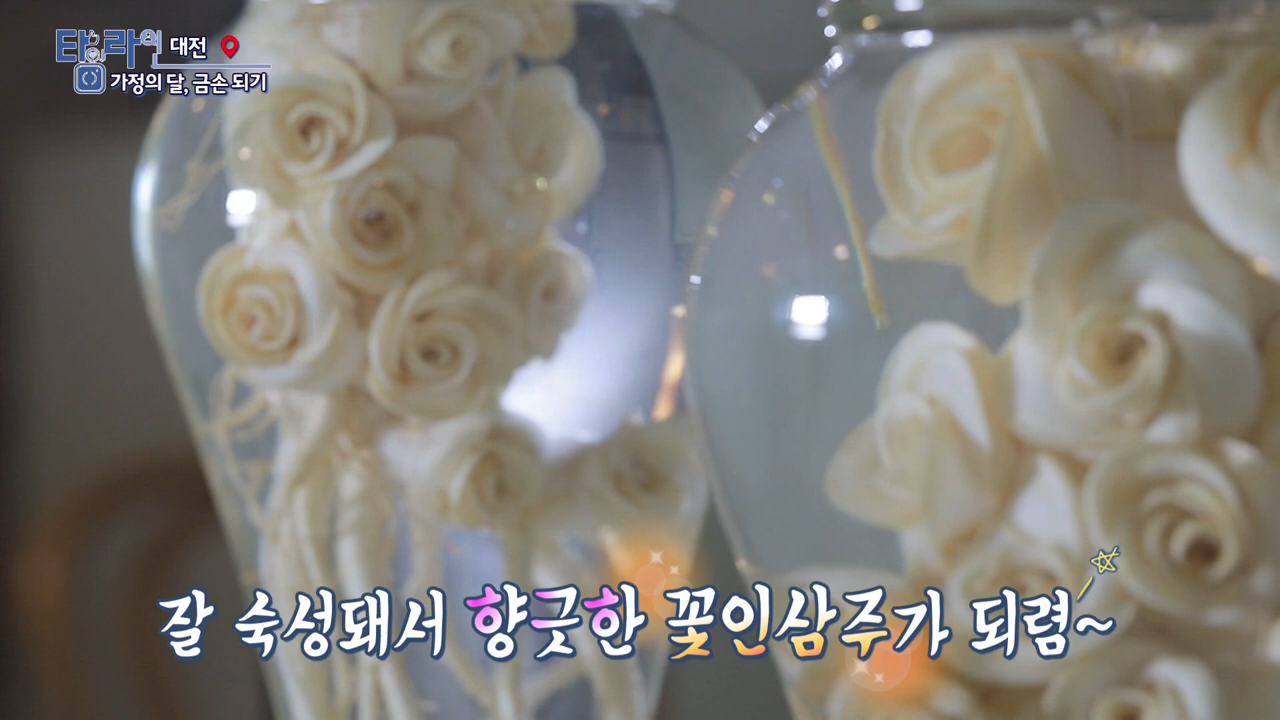 타라의 대전
가정의 달, 금손 되기
잘 숙성돼서 향긋한 꽃인삼주가 되렴~